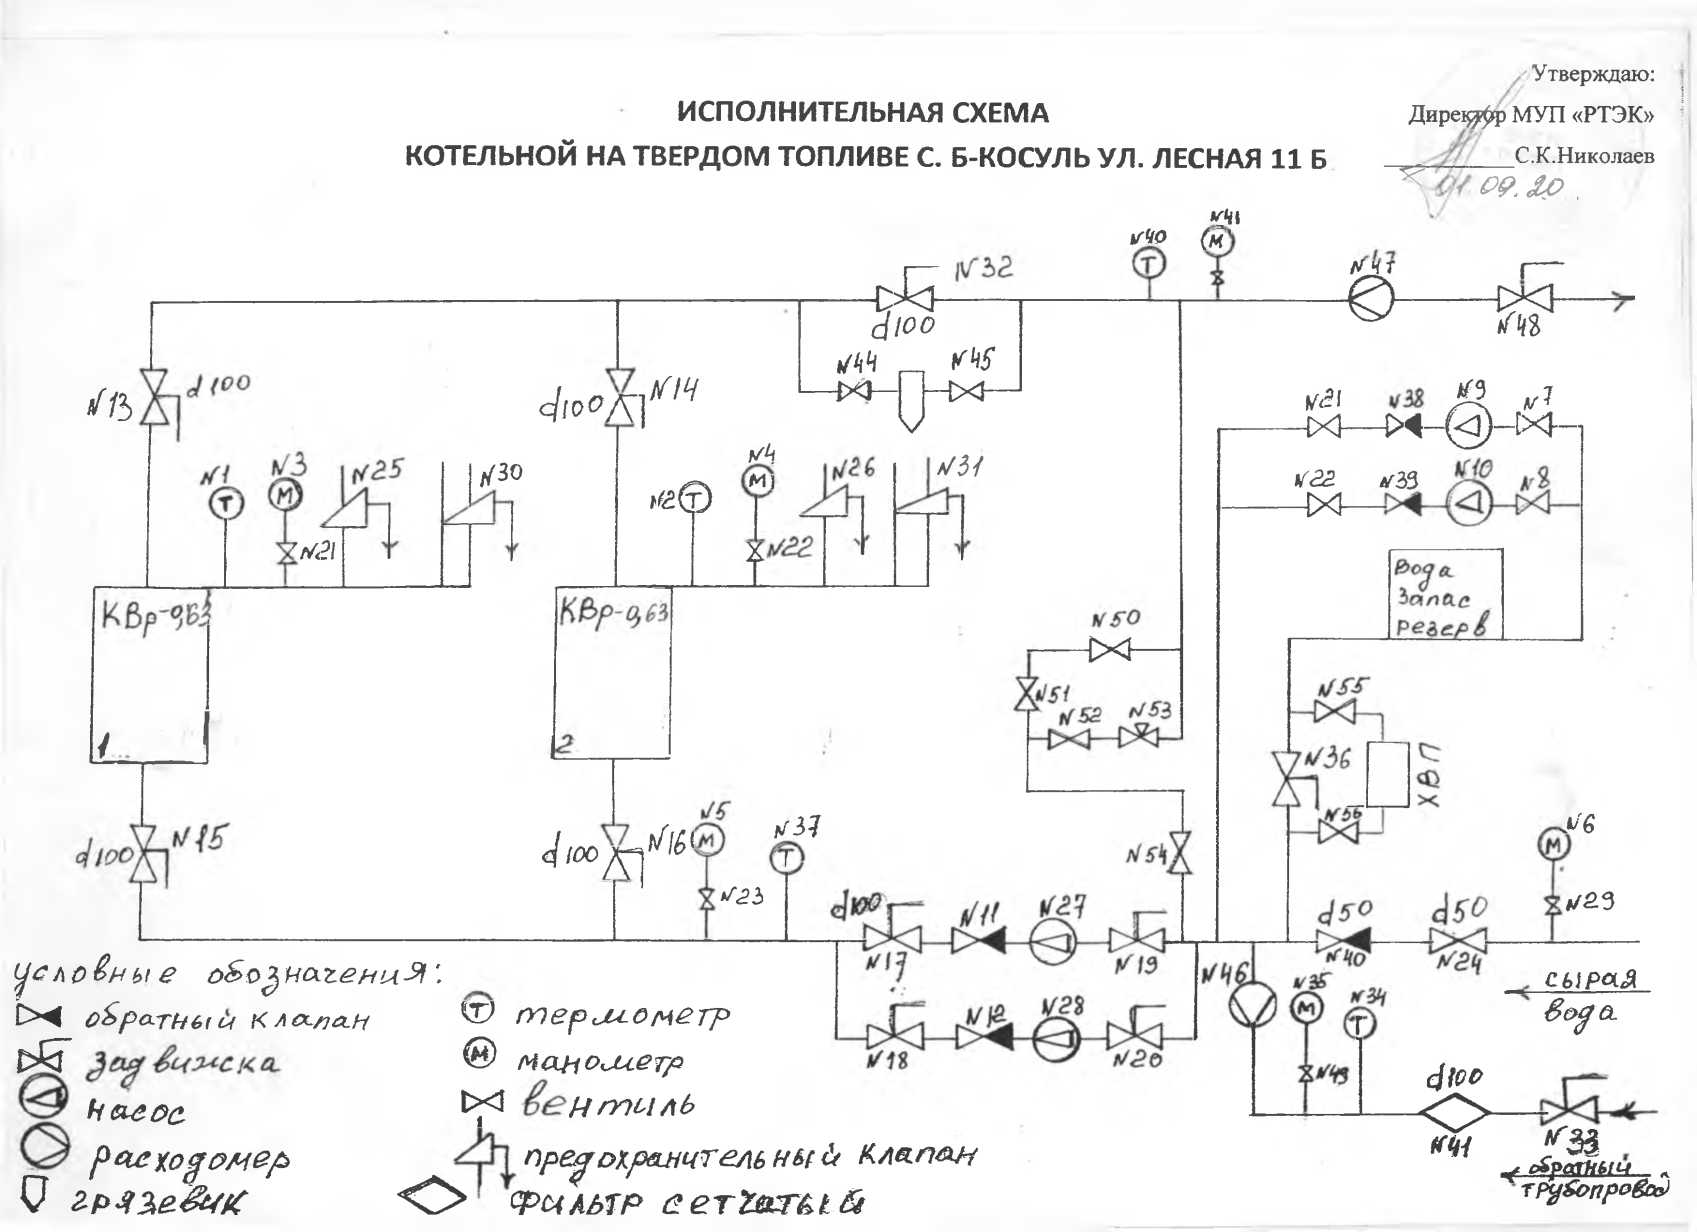 Утверждаю:
Директор МУП «РТЭК»
С.К.Николаев
01.09.20
ИСПОЛНИТЕЛЬНАЯ СХЕМА
КОТЕЛЬНОЙ НА ТВЕРДОМ ТОПЛИВЕ С. Б-КОСУЛЬ УЛ. ЛЕСНАЯ 11 Б
N41
N40
М
Т
N32
N47
d100
N48
N44
N45
N13
d100
d100
N14
N21
N38
N9
N7
N1
Т
N3
М
N25
N30
N2
Т
N4
М
N26
N31
N22
N39
N10
N8
N21
N22
Вода
Запас
резерв
КВр-0,63
КВр-0,63
N50
N51
N52
N53
N55
N36
ХВП
N56
1
2
d100
N15
d100
N16
N5
М
N37
Т
N23
N54
N6
М
N29
d100
N11
N27
N17
N19
d50
d50
N40
N24
N46
N35
М
N34
Т
сырая
вода
N12
N28
N18
N20
N49
d100
N41
N33
обратный
трубопровод
условные обозначения:
обратный клапан
задвижка
насос
расходомер
грязевик
Т термометр
М манометр
вентиль
предохранительный клапан
фильтр сетчатый